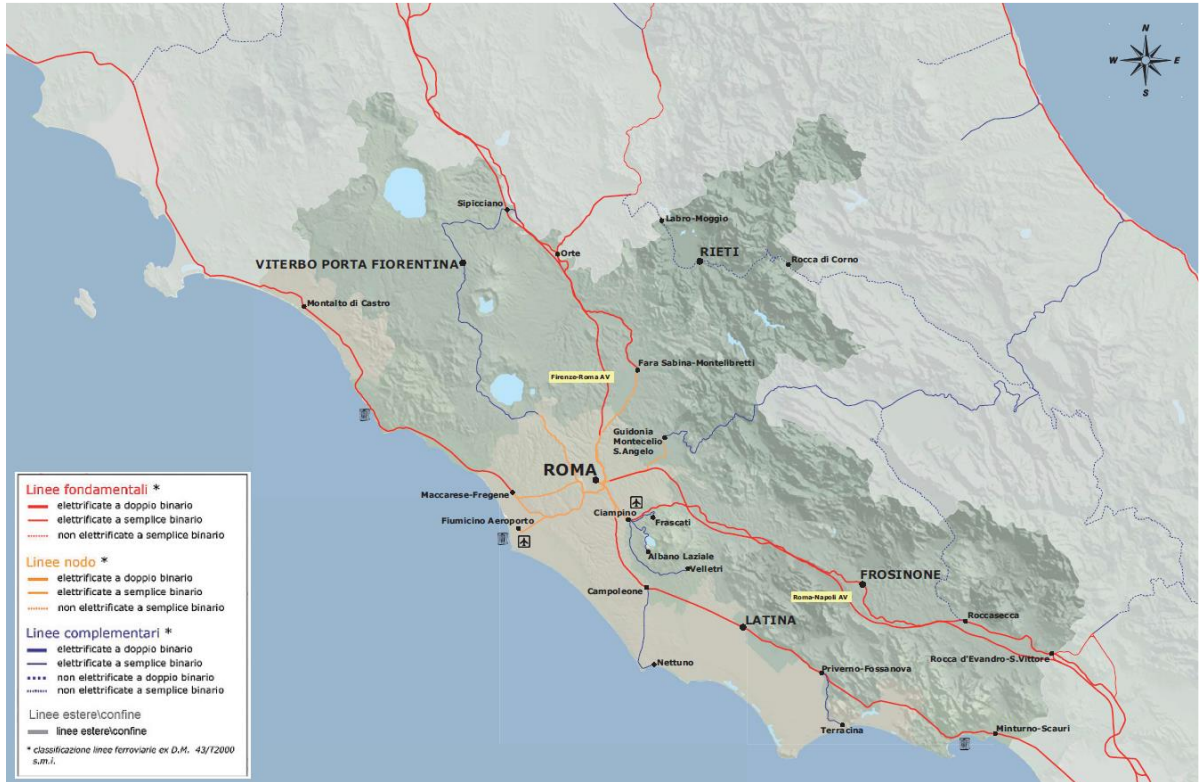 N
W E
S
Sipicciano
Labro-Moggio
Orte
RIETI
VITERBO PORTA FIORENTINA
Rocca di Corno
Montalto di Castro
Fara Sabina-Montelibretti
Firenze-Roma AV
Guidonia
Montecelio
S.Angelo
ROMA
Maccarese-Fregene
Ciampino
Frascati
Fiumicino Aeroporto
Albano Laziale
Velletri
FROSINONE
Campoleone
Roma-Napoli AV
LATINA
Roccasecca
Rocca d'Evandro-S.Vittore
Nettuno
Priverno-Fossanova
Terracina
Minturno-Scauri
Linee fondamentali *
elettrificate a doppio binario
elettrificate a semplice binario
non elettrificate a semplice binario
Linee nodo *
elettrificate a doppio binario
elettrificate a semplice binario
non elettrificate a semplice binario
Linee complementari *
elettrificate a doppio binario
elettrificate a semplice binario
non elettrificate a doppio binario
non elettrificate a semplice binario
Linee estere\confine
linee estere\confine
* classificazione linee ferroviarie ex D.M. 43/T2000
s.m.i.